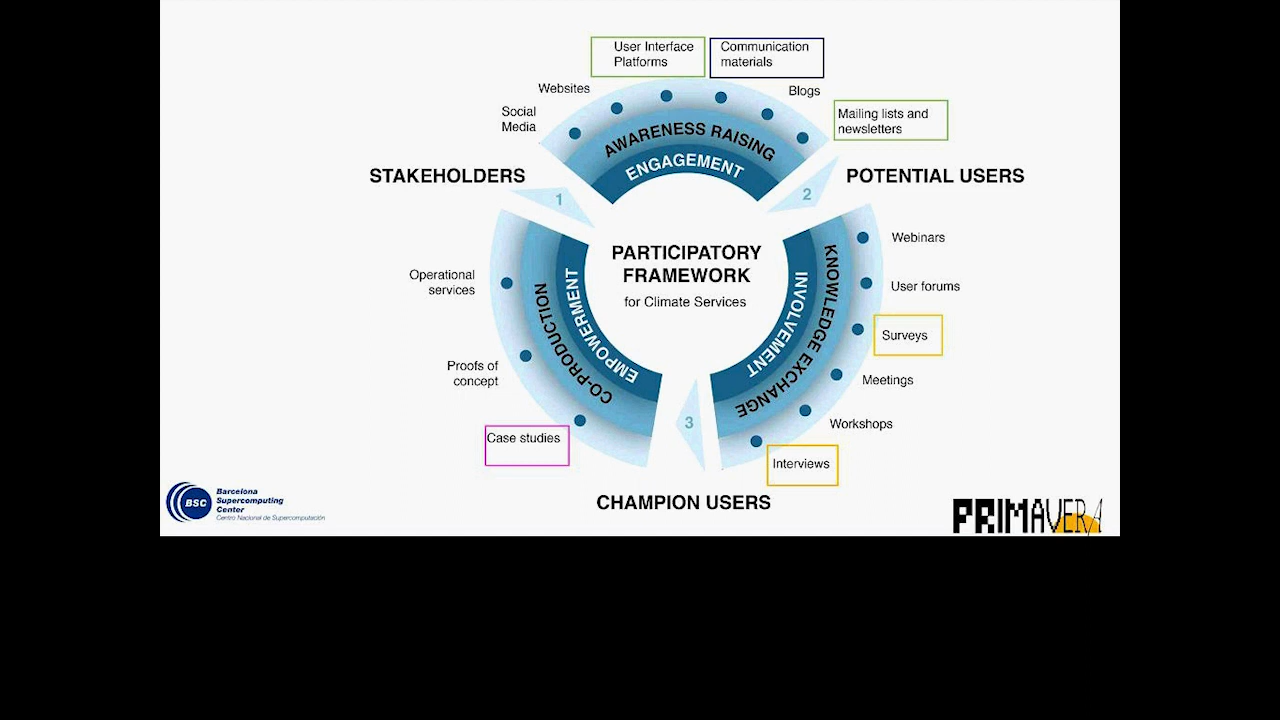 User Interface
Platforms
Communication
materials
Websites
Blogs
Social
Media
Mailing lists and
newsletters
AWARENESS RAISING
ENGAGEMENT
STAKEHOLDERS
POTENTIAL USERS
1
2
Webinars
User forums
Surveys
Meetings
Workshops
Interviews
KNOWLEDGE EXCHANGE
INVOLVEMENT
PARTICIPATORY
FRAMEWORK
for Climate Services
Operational
services
Proofs of
concept
Case studies
CO-PRODUCTION
EMPOWERMENT
3
CHAMPION USERS
BSC
Barcelona
Supercomputing
Center
Centro Nacional de Supercomputación
PRIMAVERA